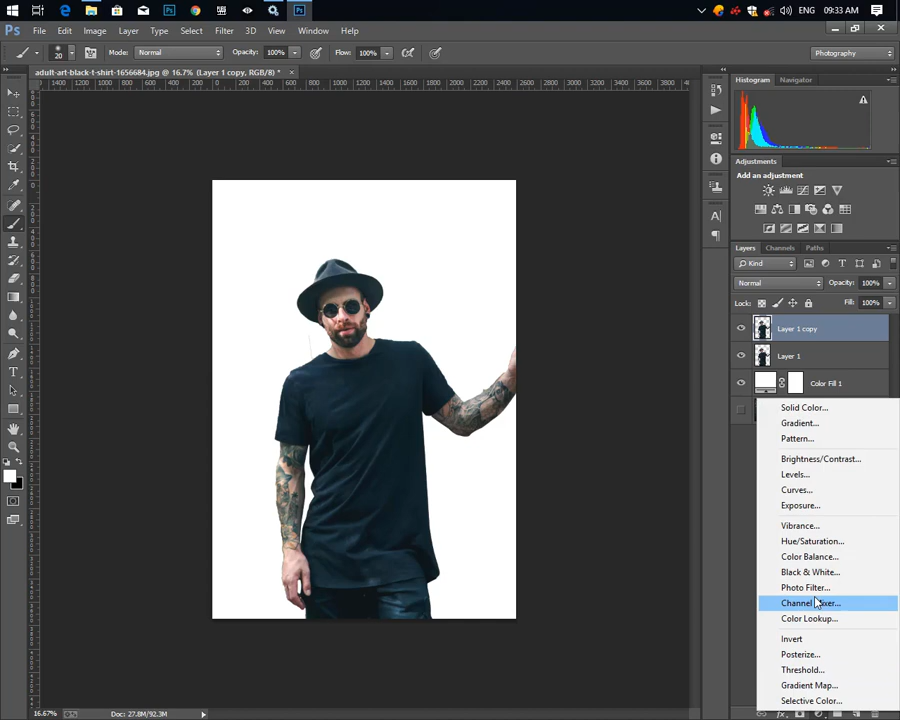 ENG 09:33 AM
Ps File Edit Image Layer Type Select Filter 3D View Window Help
20 Mode: Normal Opacity: 100% Flow: 100% Photography
adult-art-black-t-shirt-1656684.jpg @ 16.7% (Layer 1 copy, RGB/8*) * ×
Histogram Navigator
Adjustments
Add an adjustment
Layers Channels Paths
Kind
Normal Opacity: 100%
Lock: Fill: 100%
Layer 1 copy
Layer 1
Color Fill 1
Solid Color...
Gradient...
Pattern...
Brightness/Contrast...
Levels...
Curves...
Exposure...
Vibrance...
Hue/Saturation...
Color Balance...
Black & White...
Photo Filter...
Channel Mixer...
Color Lookup...
Invert
Posterize...
Threshold...
Gradient Map...
Selective Color...
16.67% Doc: 27.8M/92.3M